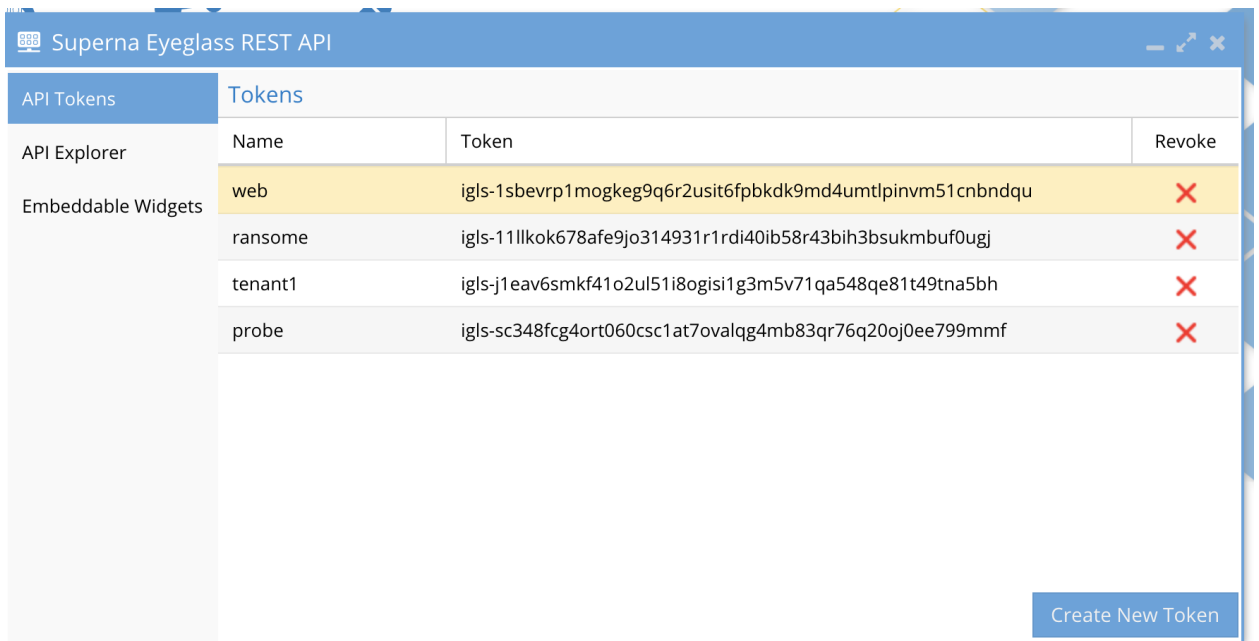 Superna Eyeglass REST API
API Tokens
API Explorer
Embeddable Widgets
Tokens
Name Token Revoke
web igls-1sbevrp1mogkeg9q6r2usit6fpbkdk9md4umtlpinvm51cnbndqu
ransome igls-11llkok678afe9jo314931r1rdi40ib58r43bih3bsukmbuf0ugj
tenant1 igls-j1eav6smkf41o2ul51i8ogisi1g3m5v71qa548qe81t49tna5bh
probe igls-sc348fcg4ort060csc1at7ovalqg4mb83qr76q20oj0ee799mmf
Create New Token